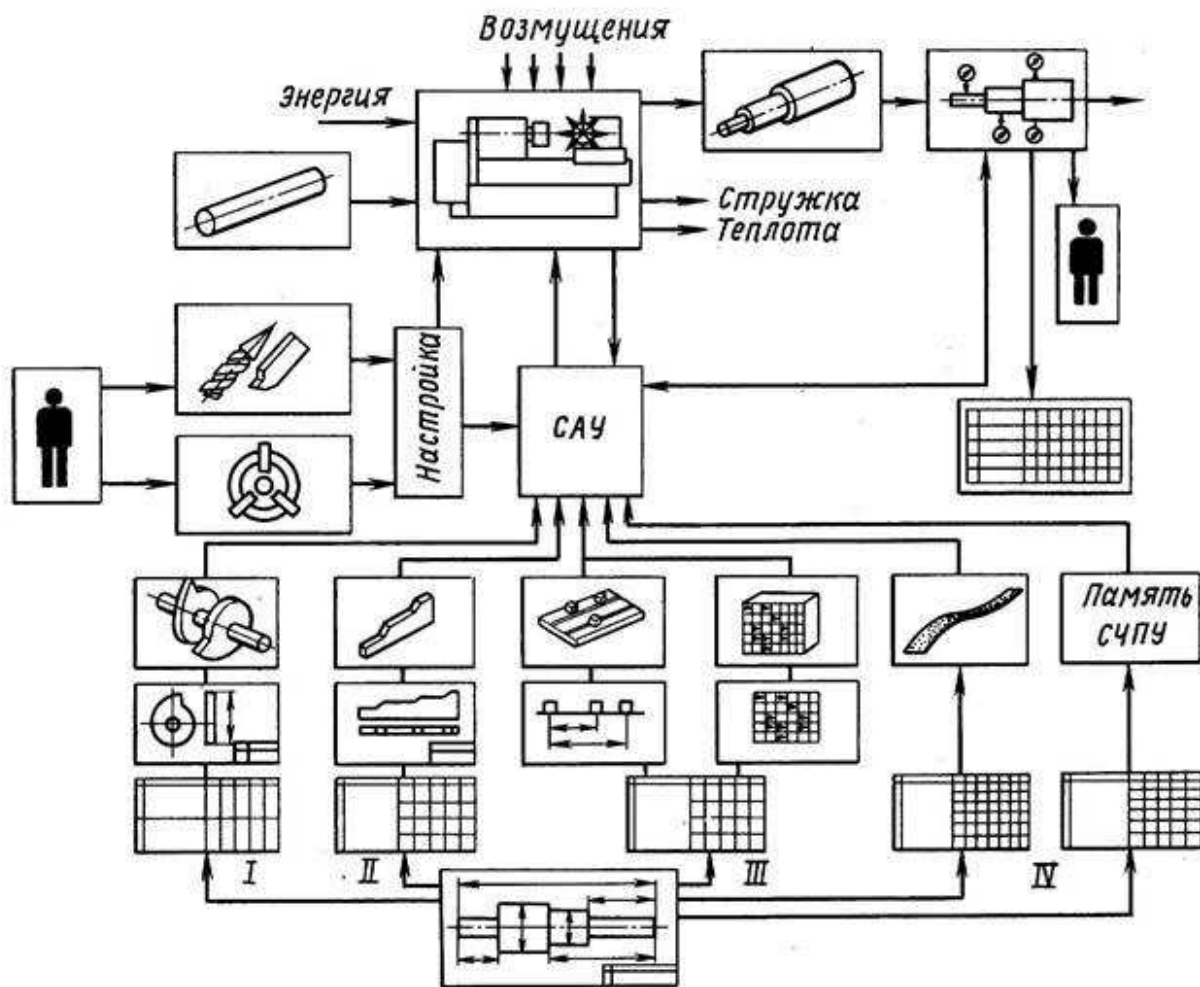 Возмущения
Энергия
Стружка
Теплота
Настройка
САУ
Память
СЧПУ
I
II
III
IV